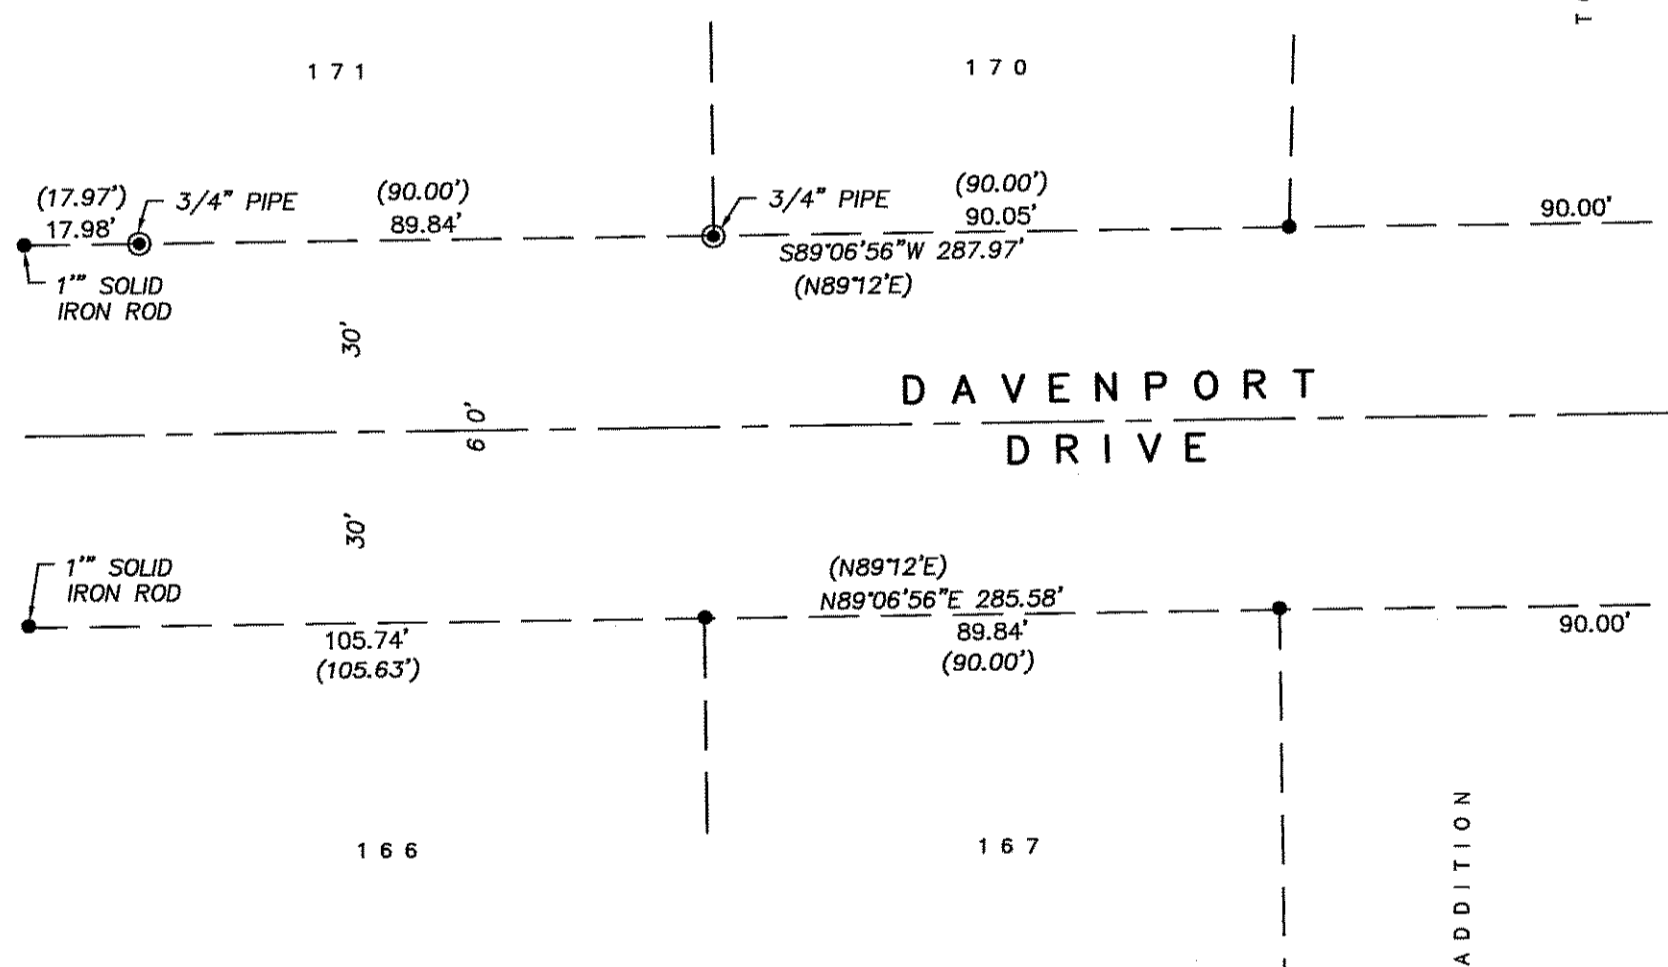 171
170
(17.97')
17.98'
3/4" PIPE
(90.00')
89.84'
3/4" PIPE
(90.00')
90.05'
90.00'
S89°06'56"W 287.97'
(N89°12'E)
1'" SOLID
IRON ROD
30'
DAVENPORT
60'
DRIVE
30'
1'" SOLID
IRON ROD
(N89°12'E)
N89°06'56"E 285.58'
105.74'
(105.63')
89.84'
(90.00')
90.00'
166
167
ADDITION